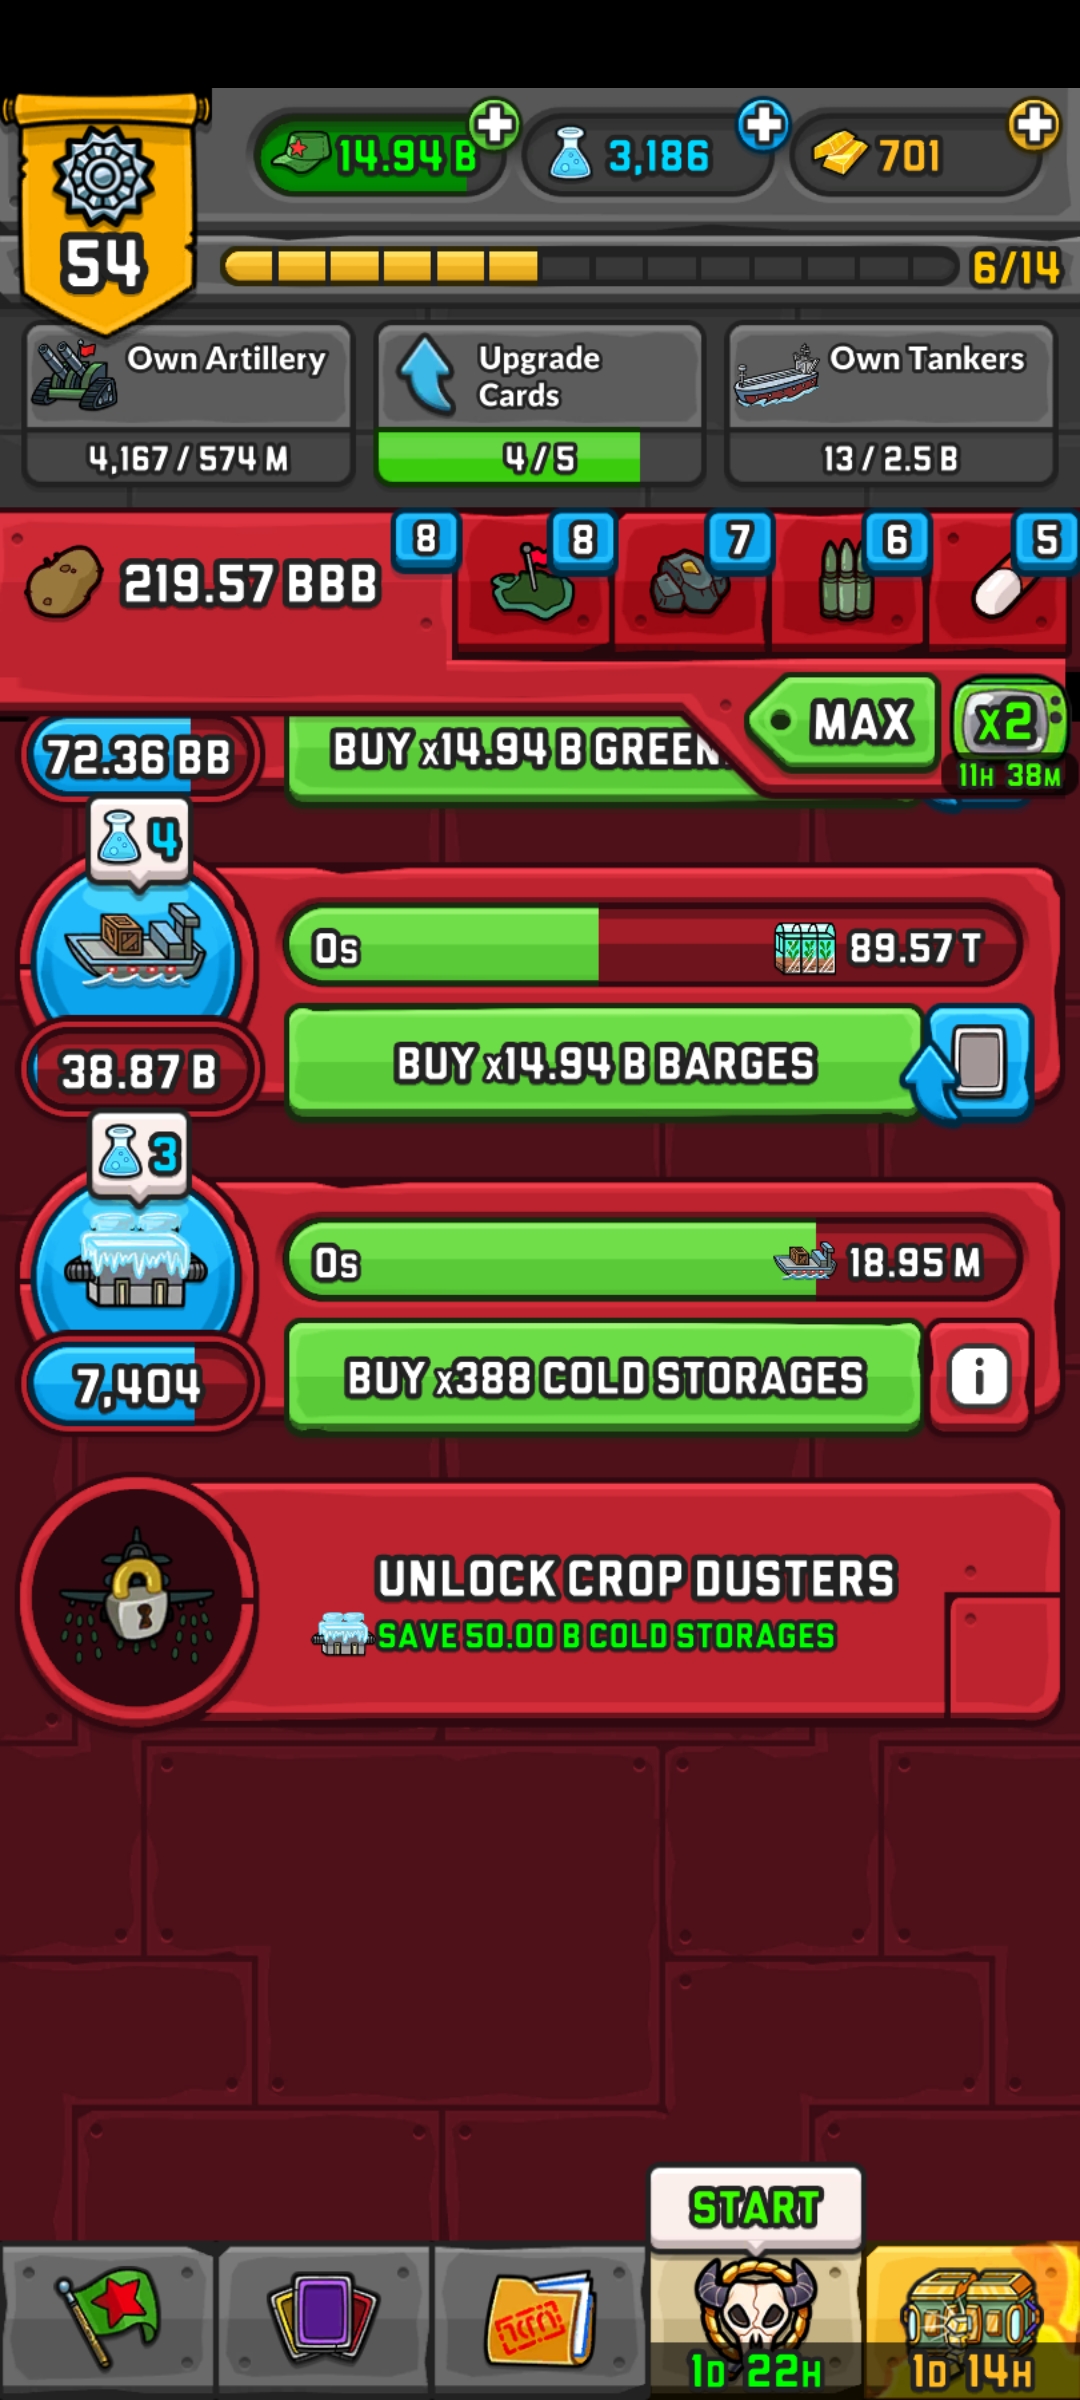 14.94 B
3,186
701
54
6/14
Own Artillery
4,167 / 574 M
Upgrade
Cards
4 / 5
Own Tankers
13 / 2.5 B
219.57 BBB
8
8
7
6
5
MAX
x2
11H 38M
72.36 BB
BUY x14.94 B GREEN
4
0s
89.57 T
38.87 B
BUY x14.94 B BARGES
3
0s
18.95 M
7,404
BUY x388 COLD STORAGES
i
UNLOCK CROP DUSTERS
SAVE 50.00 B COLD STORAGES
START
1D 22H
1D 14H